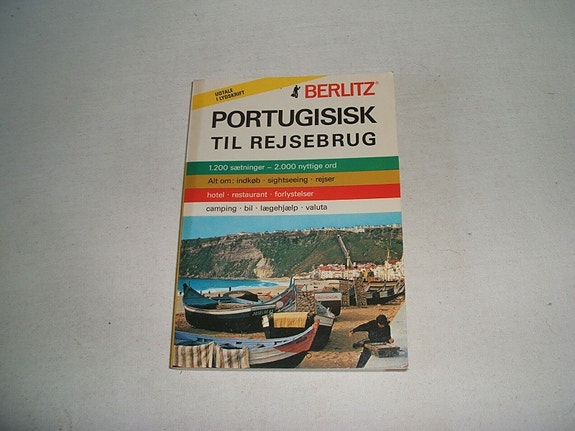 UDTALE
I LYDSKRIFT
BERLITZ®
PORTUGISISK
TIL REJSEBRUG
1.200 sætninger – 2.000 nyttige ord
Alt om: indkøb · sightseeing · rejser
hotel · restaurant · forlystelser
camping · bil · lægehjælp · valuta